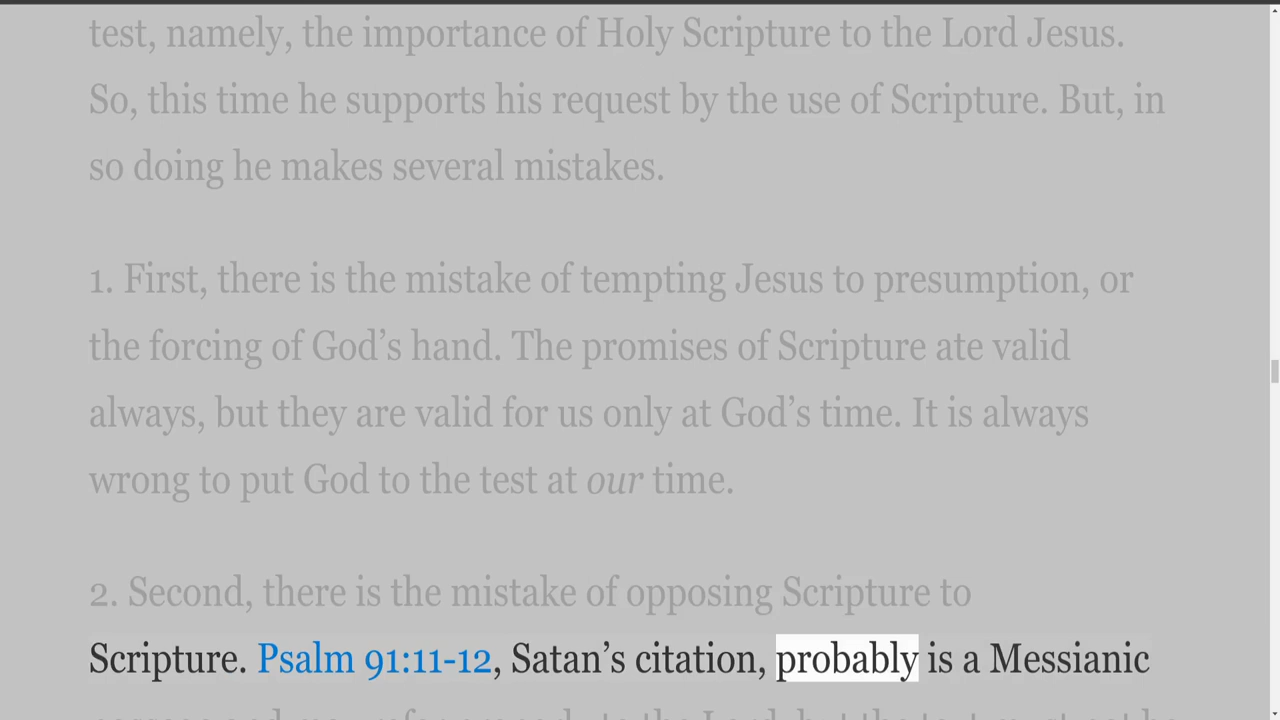 test, namely, the importance of Holy Scripture to the Lord Jesus.
So, this time he supports his request by the use of Scripture. But, in
so doing he makes several mistakes.
1. First, there is the mistake of tempting Jesus to presumption, or
the forcing of God’s hand. The promises of Scripture ate valid
always, but they are valid for us only at God’s time. It is always
wrong to put God to the test at our time.
2. Second, there is the mistake of opposing Scripture to
Scripture. Psalm 91:11-12, Satan’s citation, probably is a Messianic